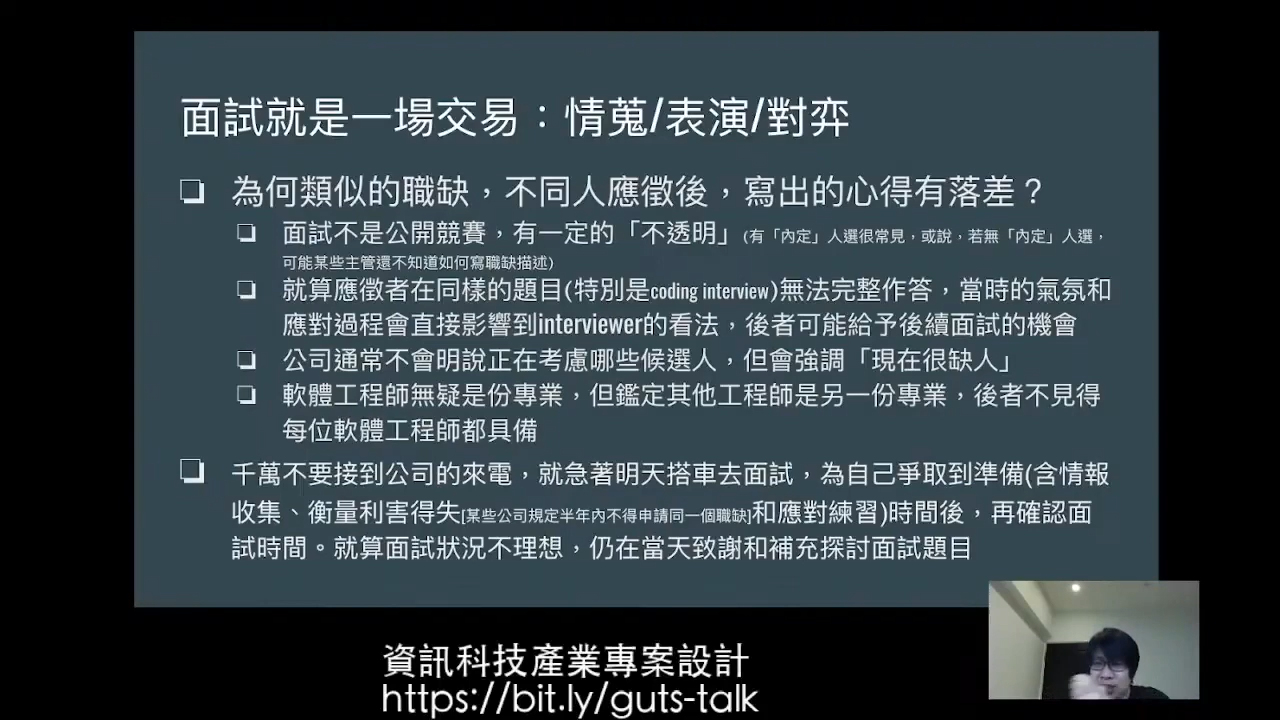 面試就是一場交易：情蒐/表演/對弈
為何類似的職缺，不同人應徵後，寫出的心得有落差？
面試不是公開競賽，有一定的「不透明」(有「內定」人選很常見，或說，若無「內定」人選，
可能某些主管還不知道如何寫職缺描述)
就算應徵者在同樣的題目(特別是coding interview)無法完整作答，當時的氣氛和
應對過程會直接影響到interviewer的看法，後者可能給予後續面試的機會
公司通常不會明說正在考慮哪些候選人，但會強調「現在很缺人」
軟體工程師無疑是份專業，但鑑定其他工程師是另一份專業，後者不見得
每位軟體工程師都具備
千萬不要接到公司的來電，就急著明天搭車去面試，為自己爭取到準備(含情報
收集、衡量利害得失[某些公司規定半年內不得申請同一個職缺]和應對練習)時間後，再確認面
試時間。就算面試狀況不理想，仍在當天致謝和補充探討面試題目
資訊科技產業專案設計
https://bit.ly/guts-talk